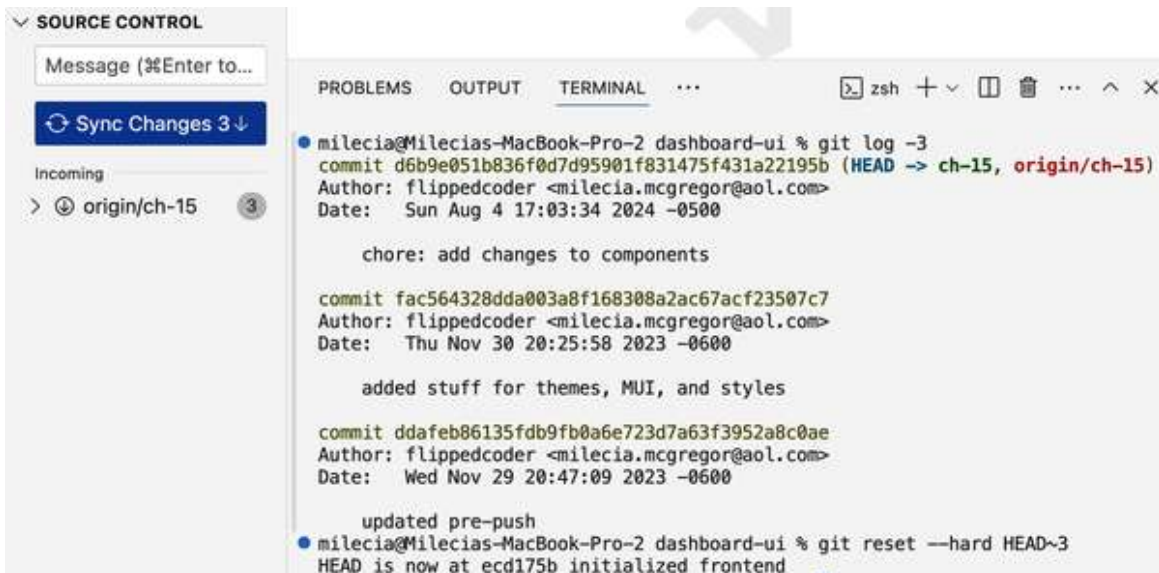 SOURCE CONTROL
Message (⌘Enter to...
Sync Changes 3↓
Incoming
origin/ch-15 3
PROBLEMS OUTPUT TERMINAL ... zsh
milecia@Milecias-MacBook-Pro-2 dashboard-ui % git log -3
commit d6b9e051b836f0d7d95901f831475f431a22195b (HEAD -> ch-15, origin/ch-15)
Author: flippedcoder <milecia.mcgregor@aol.com>
Date:   Sun Aug 4 17:03:34 2024 -0500
chore: add changes to components
commit fac564328dda003a8f168308a2ac67acf23507c7
Author: flippedcoder <milecia.mcgregor@aol.com>
Date:   Thu Nov 30 20:25:58 2023 -0600
added stuff for themes, MUI, and styles
commit ddafeb86135fdb9fb0a6e723d7a63f3952a8c0ae
Author: flippedcoder <milecia.mcgregor@aol.com>
Date:   Wed Nov 29 20:47:09 2023 -0600
updated pre-push
milecia@Milecias-MacBook-Pro-2 dashboard-ui % git reset --hard HEAD~3
HEAD is now at ecd175b initialized frontend